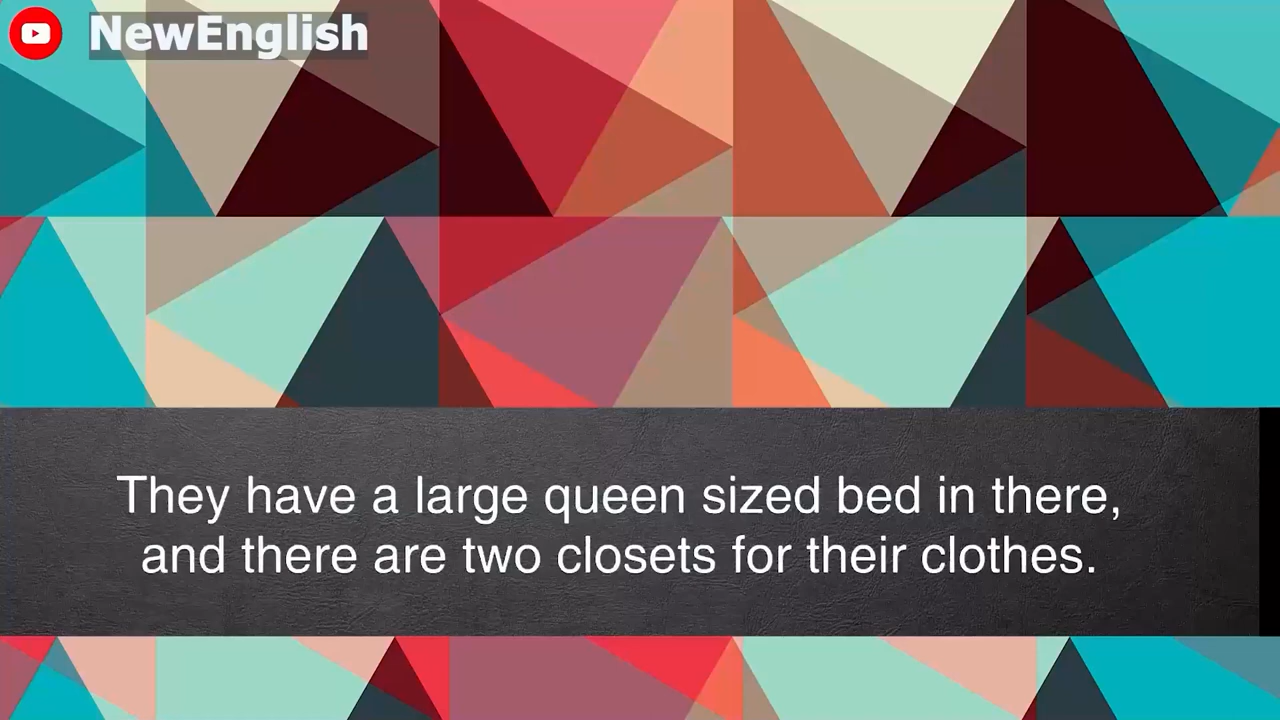 NewEnglish
They have a large queen sized bed in there,
and there are two closets for their clothes.